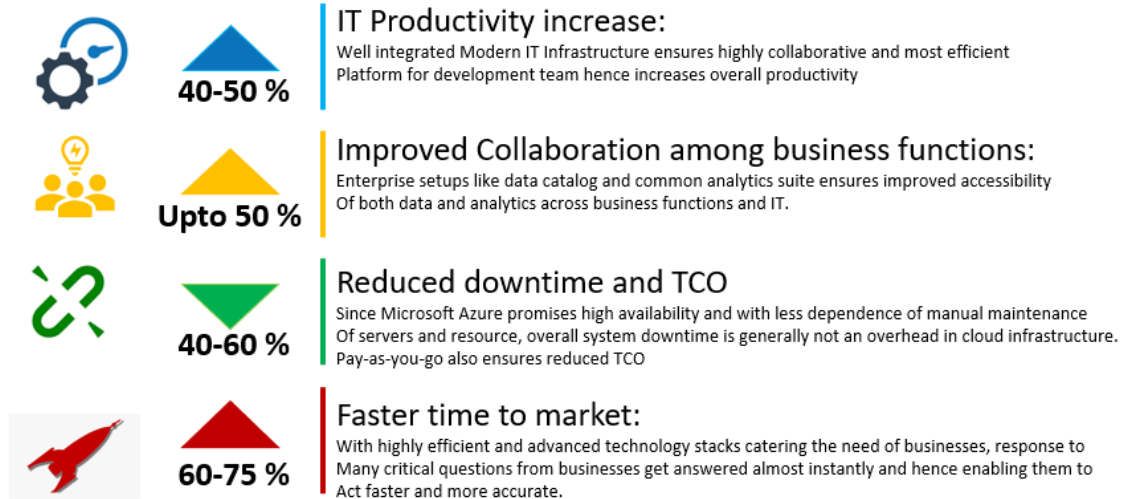 IT Productivity increase:
Well integrated Modern IT Infrastructure ensures highly collaborative and most efficient
Platform for development team hence increases overall productivity
40-50 %
Improved Collaboration among business functions:
Enterprise setups like data catalog and common analytics suite ensures improved accessibility
Of both data and analytics across business functions and IT.
Upto 50 %
Reduced downtime and TCO
Since Microsoft Azure promises high availability and with less dependence of manual maintenance
Of servers and resource, overall system downtime is generally not an overhead in cloud infrastructure.
Pay-as-you-go also ensures reduced TCO
40-60 %
Faster time to market:
With highly efficient and advanced technology stacks catering the need of businesses, response to
Many critical questions from businesses get answered almost instantly and hence enabling them to
Act faster and more accurate.
60-75 %